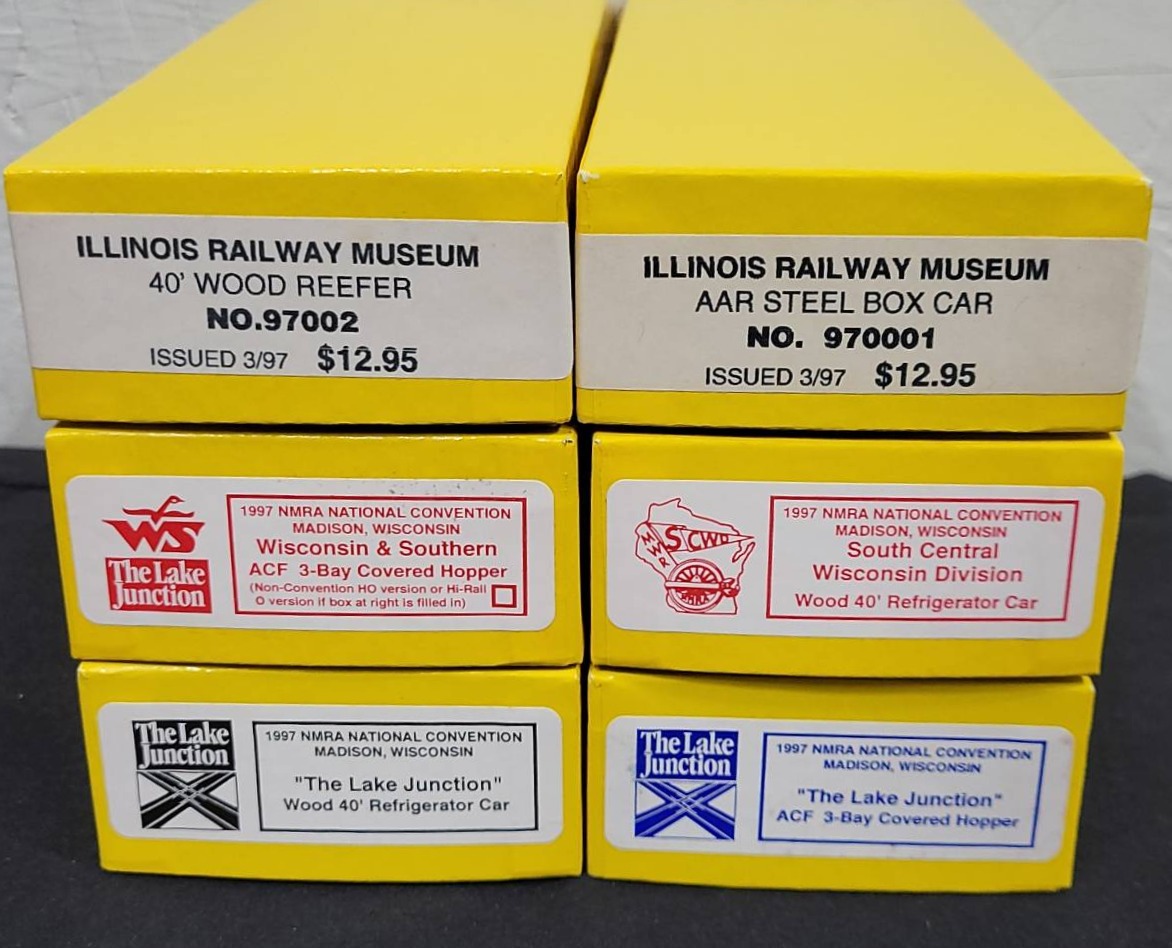 ILLINOIS RAILWAY MUSEUM
40' WOOD REEFER
NO.97002
ISSUED 3/97 $12.95
ILLINOIS RAILWAY MUSEUM
AAR STEEL BOX CAR
NO. 970001
ISSUED 3/97 $12.95
WS
The Lake
Junction
1997 NMRA NATIONAL CONVENTION
MADISON, WISCONSIN
Wisconsin & Southern
ACF 3-Bay Covered Hopper
(Non-Convention HO version or Hi-Rail
O version if box at right is filled in)
MWR
SCWD
NMRA
1997 NMRA NATIONAL CONVENTION
MADISON, WISCONSIN
South Central
Wisconsin Division
Wood 40' Refrigerator Car
The Lake
Junction
1997 NMRA NATIONAL CONVENTION
MADISON, WISCONSIN
"The Lake Junction"
Wood 40' Refrigerator Car
The Lake
Junction
1997 NMRA NATIONAL CONVENTION
MADISON, WISCONSIN
"The Lake Junction"
ACF 3-Bay Covered Hopper